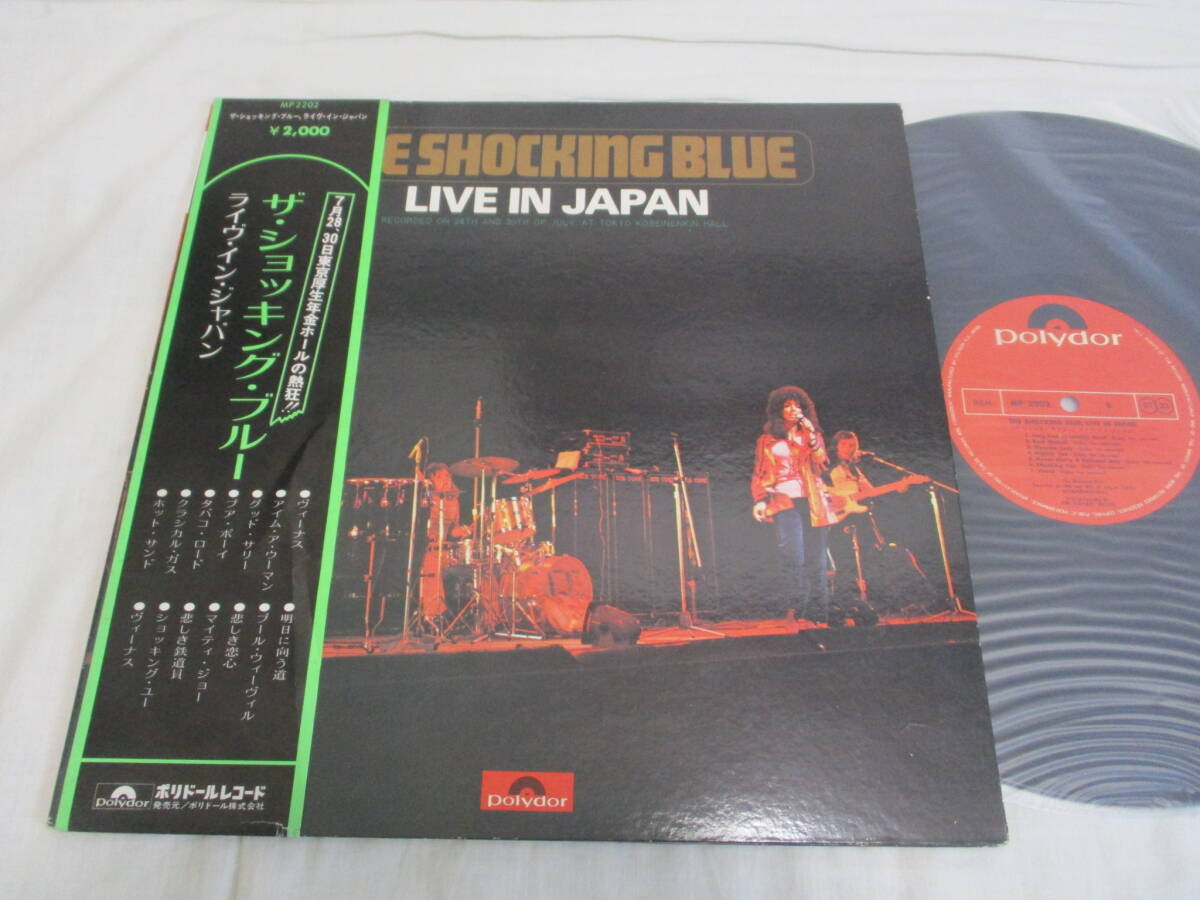 MP2202
ザ・ショッキング・ブルー、ライヴ・イン・ジャパン
¥2,000
7月28、30日東京厚生年金ホールの熱狂!!
ザ・ショッキング・ブルー
ライヴ・イン・ジャパン
●ヴィーナス
●アイム・ア・ウーマン
●グッド・サリー
●ブラ・ボーイ
●タバコ・ロード
●クラシカル・ガス
●ホット・サンド
●明日に向う道
●ブール・ウィーヴィル
●悲しき恋心
●マイティ・ジョー
●悲しき鉄道員
●ショッキング・ユー
●ヴィーナス
polydor
ポリドールレコード
発売元/ポリドール株式会社
E SHOCKING BLUE
LIVE IN JAPAN
RECORDED ON 28TH AND 30TH OF JULY, AT TOKYO KOSEINENKIN HALL
polydor
polydor
MP 2202
THE SHOCKING BLUE, LIVE IN JAPAN